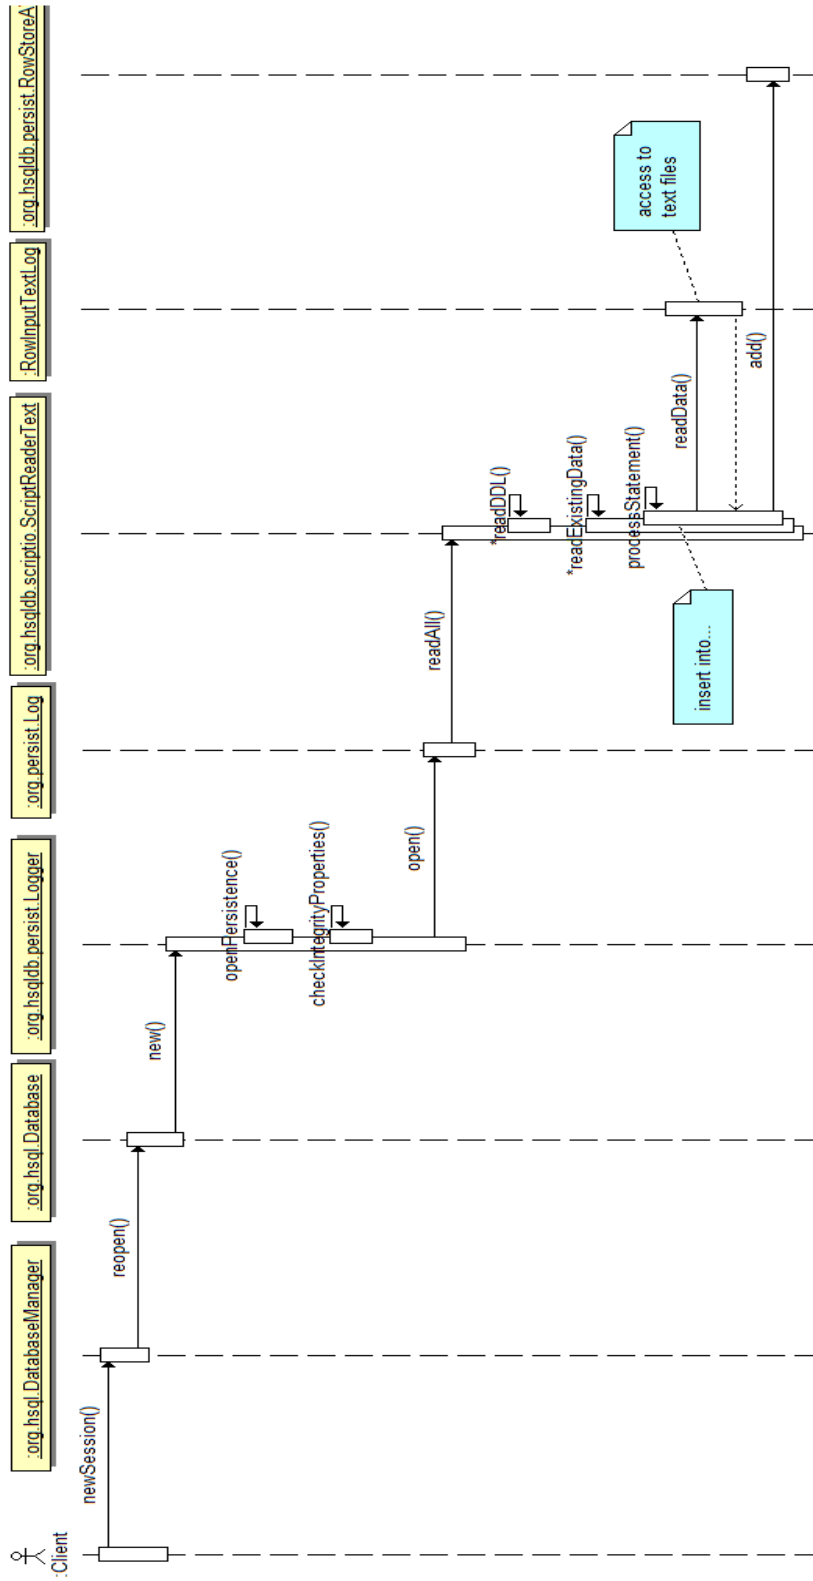 :Client
:org.hsql.DatabaseManager
:org.hsql.Database
:org.hsqldb.persist.Logger
:org.persist.Log
:org.hsqldb.scriptio.ScriptReaderText
:RowInputTextLog
:org.hsqldb.persist.RowStoreA
newSession()
reopen()
new()
openPersistence()
checkIntegrityProperties()
open()
readAll()
*readDDL()
*readExistingData()
processStatement()
insert into...
readData()
access to
text files
add()